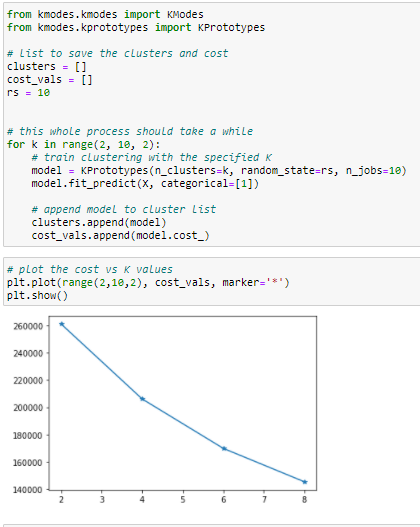 from kmodes.kmodes import KModes
from kmodes.kprototypes import KPrototypes
# list to save the clusters and cost
clusters = []
cost_vals = []
rs = 10
# this whole process should take a while
for k in range(2, 10, 2):
# train clustering with the specified K
model = KPrototypes(n_clusters=k, random_state=rs, n_jobs=10)
model.fit_predict(X, categorical=[1])
# append model to cluster list
clusters.append(model)
cost_vals.append(model.cost_)
# plot the cost vs K values
plt.plot(range(2,10,2), cost_vals, marker='*')
plt.show()
260000
240000
220000
200000
180000
160000
140000
2 3 4 5 6 7 8